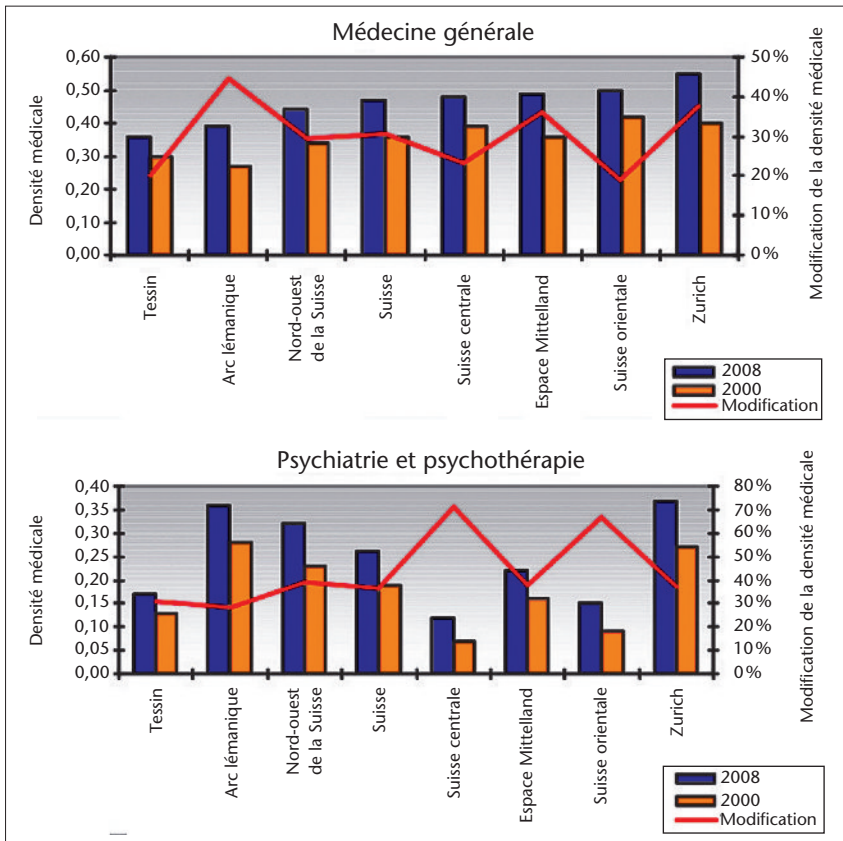 Médecine générale
Densité médicale
0,60
0,50
0,40
0,30
0,20
0,10
0,00
50%
40%
30%
20%
10%
0%
Modification de la densité médicale
Tessin
Arc lémanique
Nord-ouest
de la Suisse
Suisse
Suisse centrale
Espace Mittelland
Suisse orientale
Zurich
2008
2000
Modification
Psychiatrie et psychothérapie
Densité médicale
0,40
0,35
0,30
0,25
0,20
0,15
0,10
0,05
0,00
80%
70%
60%
50%
40%
30%
20%
10%
0%
Modification de la densité médicale
Tessin
Arc lémanique
Nord-ouest
de la Suisse
Suisse
Suisse centrale
Espace Mittelland
Suisse orientale
Zurich
2008
2000
Modification